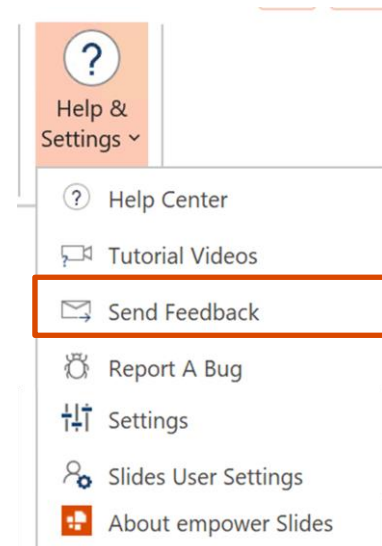 Help &
Settings
Help Center
Tutorial Videos
Send Feedback
Report A Bug
Settings
Slides User Settings
About empower Slides